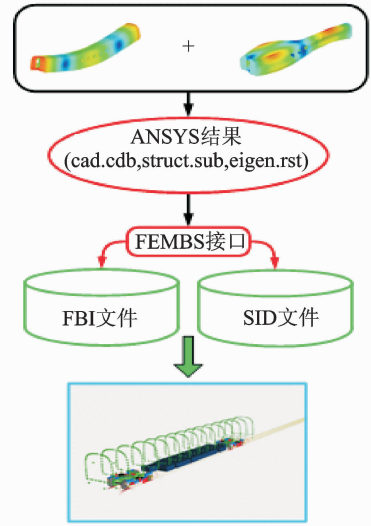 +
ANSYS结果
(cad.cdb,struct.sub,eigen.rst)
FEMBS接口
FBI文件
SID文件